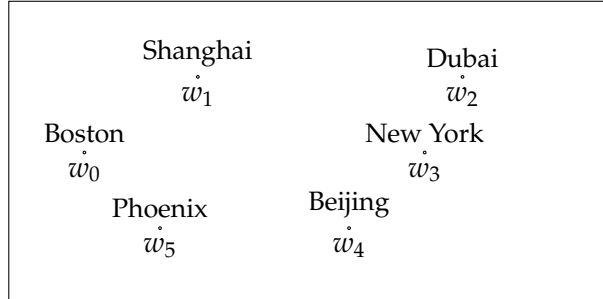 Shanghai
w₁
Dubai
w₂
Boston
w₀
New York
w₃
Phoenix
w₅
Beijing
w₄